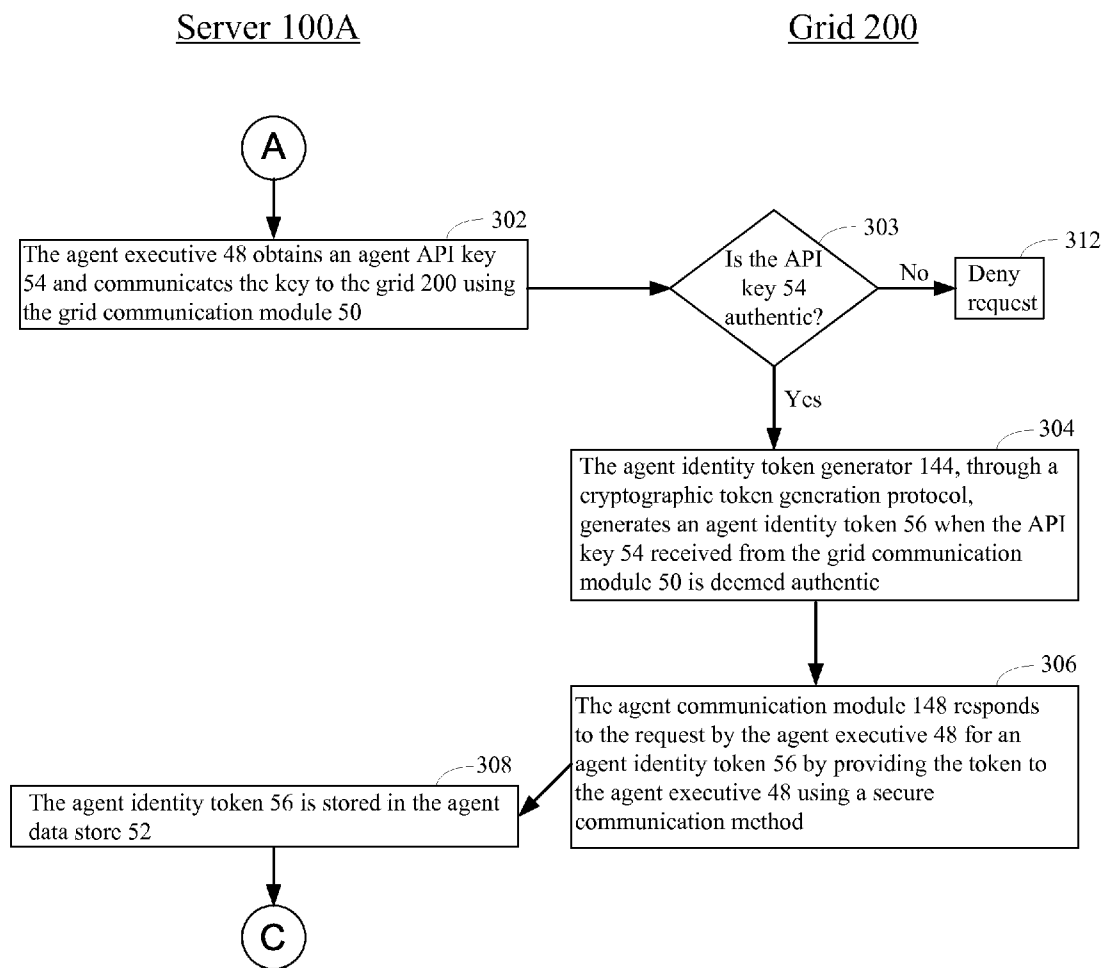 Server 100A
Grid 200
A
302
The agent executive 48 obtains an agent API key
54 and communicates the key to the grid 200 using
the grid communication module 50
303
Is the API
key 54
authentic?
No
312
Deny
request
Yes
304
The agent identity token generator 144, through a
cryptographic token generation protocol,
generates an agent identity token 56 when the API
key 54 received from the grid communication
module 50 is deemed authentic
306
The agent communication module 148 responds
to the request by the agent executive 48 for an
agent identity token 56 by providing the token to
the agent executive 48 using a secure
communication method
308
The agent identity token 56 is stored in the agent
data store 52
C